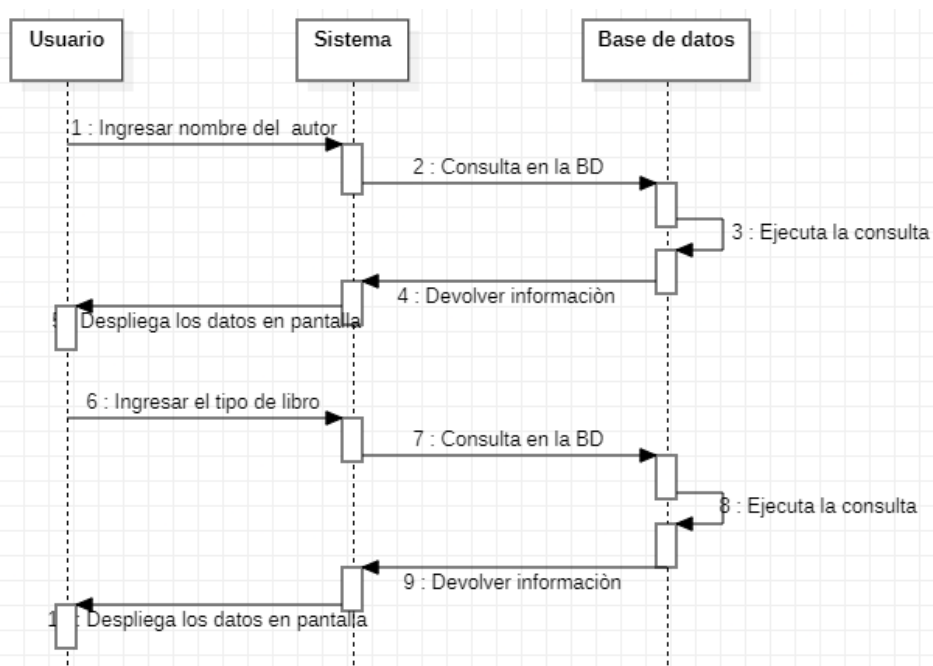 Usuario
Sistema
Base de datos
1 : Ingresar nombre del autor
2 : Consulta en la BD
3 : Ejecuta la consulta
4 : Devolver informaciòn
Despliega los datos en pantalla
6 : Ingresar el tipo de libro
7 : Consulta en la BD
8 : Ejecuta la consulta
9 : Devolver informaciòn
1 : Despliega los datos en pantalla